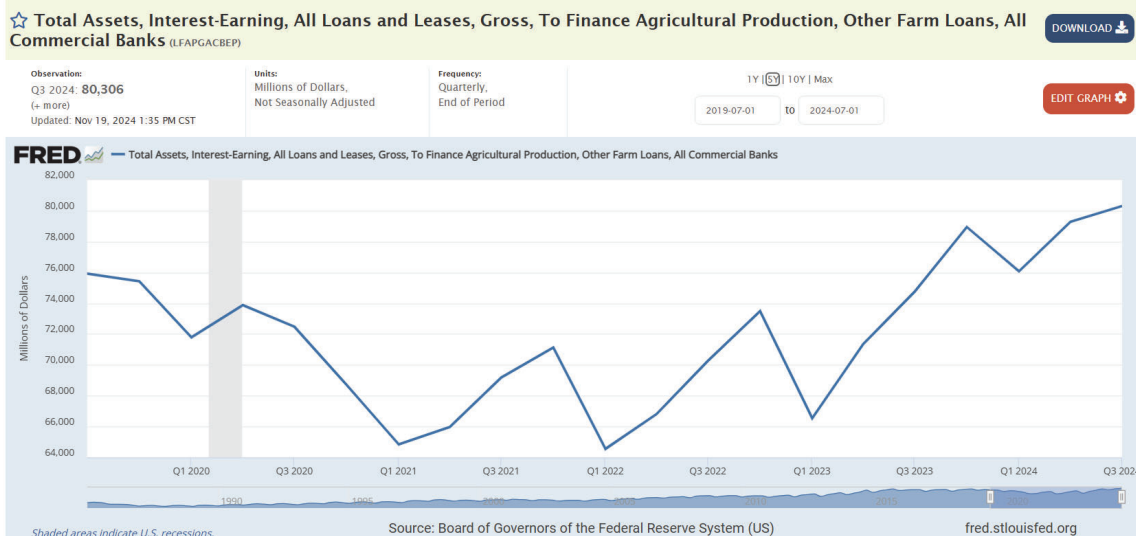 Total Assets, Interest-Earning, All Loans and Leases, Gross, To Finance Agricultural Production, Other Farm Loans, All
Commercial Banks (LFAPGACBEP)
DOWNLOAD
Observation:
Q3 2024: 80,306
(+ more)
Updated: Nov 19, 2024 1:35 PM CST
Units:
Millions of Dollars,
Not Seasonally Adjusted
Frequency:
Quarterly,
End of Period
1Y | 5Y | 10Y | Max
2019-07-01 to 2024-07-01
EDIT GRAPH
FRED
Total Assets, Interest-Earning, All Loans and Leases, Gross, To Finance Agricultural Production, Other Farm Loans, All Commercial Banks
Millions of Dollars
82,000
80,000
78,000
76,000
74,000
72,000
70,000
68,000
66,000
64,000
Q1 2020 Q3 2020 Q1 2021 Q3 2021 Q1 2022 Q3 2022 Q1 2023 Q3 2023 Q1 2024 Q3 2024
1990 1995 2000 2005 2010 2015 2020
Shaded areas indicate U.S. recessions.
Source: Board of Governors of the Federal Reserve System (US)
fred.stlouisfed.org